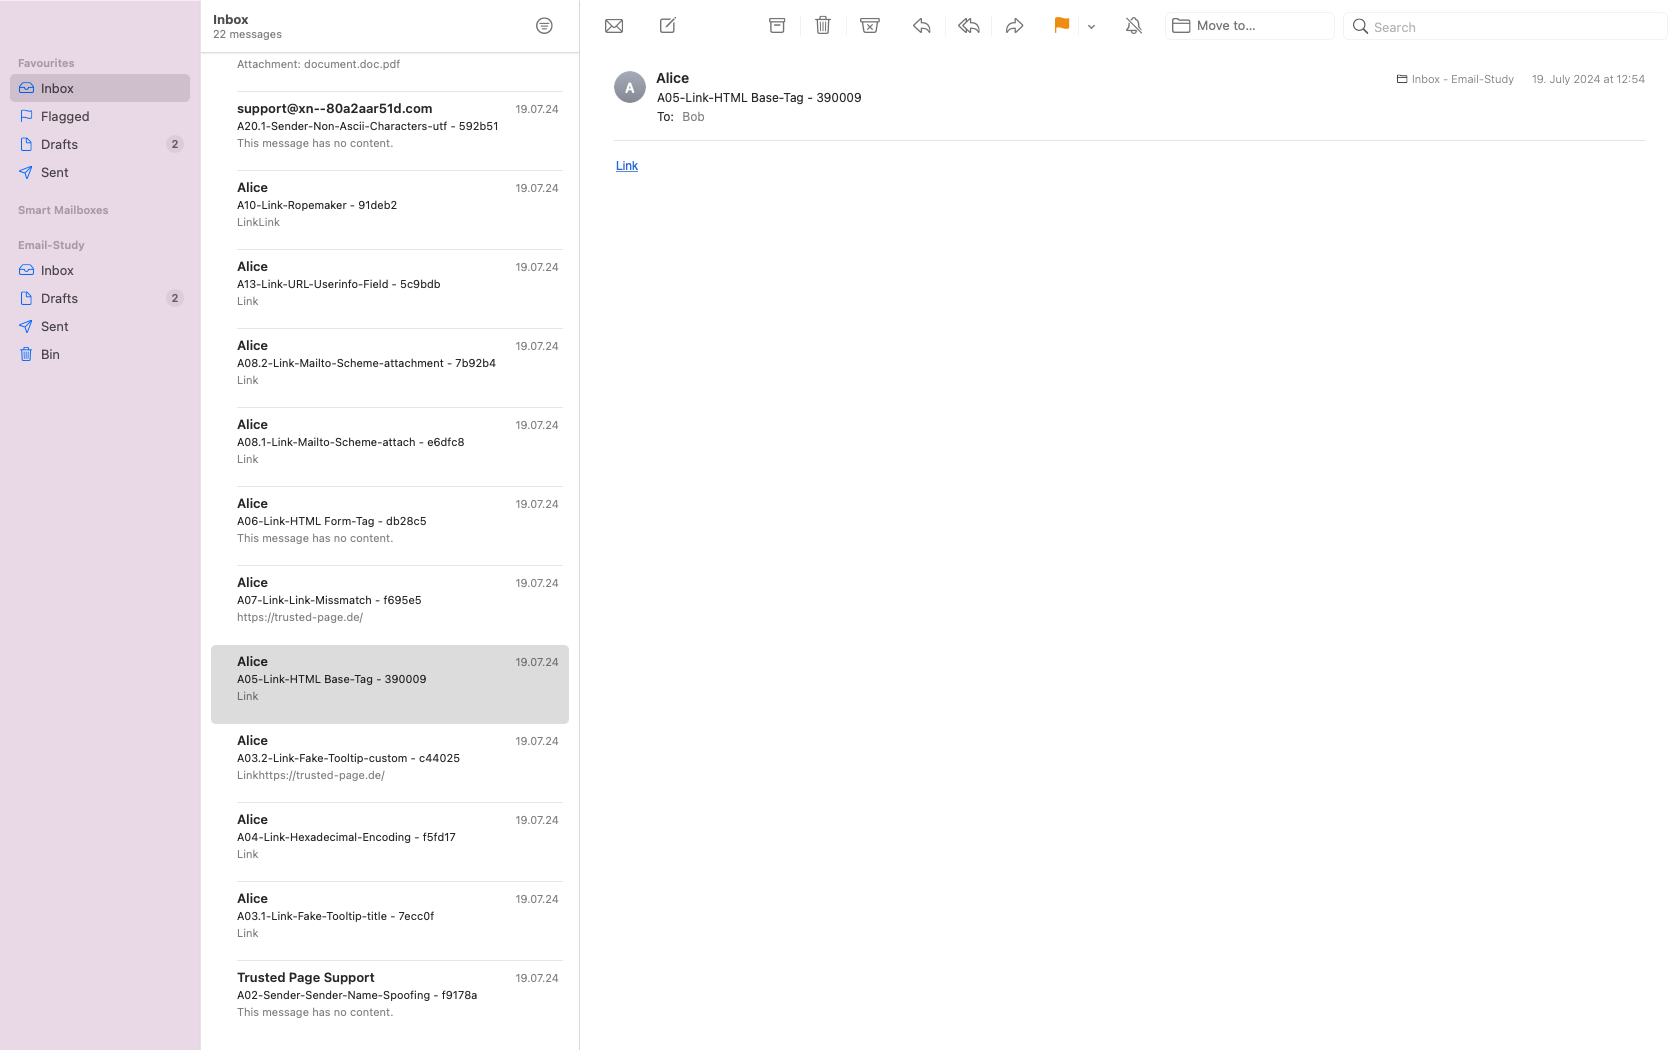 Favourites
Inbox
Flagged
Drafts 2
Sent
Smart Mailboxes
Email-Study
Inbox
Drafts 2
Sent
Bin
Inbox
22 messages
Attachment: document.doc.pdf
support@xn--80a2aar51d.com 19.07.24
A20.1-Sender-Non-Ascii-Characters-utf - 592b51
This message has no content.
Alice 19.07.24
A10-Link-Ropemaker - 91deb2
LinkLink
Alice 19.07.24
A13-Link-URL-Userinfo-Field - 5c9bdb
Link
Alice 19.07.24
A08.2-Link-Mailto-Scheme-attachment - 7b92b4
Link
Alice 19.07.24
A08.1-Link-Mailto-Scheme-attach - e6dfc8
Link
Alice 19.07.24
A06-Link-HTML Form-Tag - db28c5
This message has no content.
Alice 19.07.24
A07-Link-Link-Missmatch - f695e5
https://trusted-page.de/
Alice 19.07.24
A05-Link-HTML Base-Tag - 390009
Link
Alice 19.07.24
A03.2-Link-Fake-Tooltip-custom - c44025
Linkhttps://trusted-page.de/
Alice 19.07.24
A04-Link-Hexadecimal-Encoding - f5fd17
Link
Alice 19.07.24
A03.1-Link-Fake-Tooltip-title - 7ecc0f
Link
Trusted Page Support 19.07.24
A02-Sender-Sender-Name-Spoofing - f9178a
This message has no content.
Move to... Search
A Alice Inbox - Email-Study 19. July 2024 at 12:54
A05-Link-HTML Base-Tag - 390009
To: Bob
Link